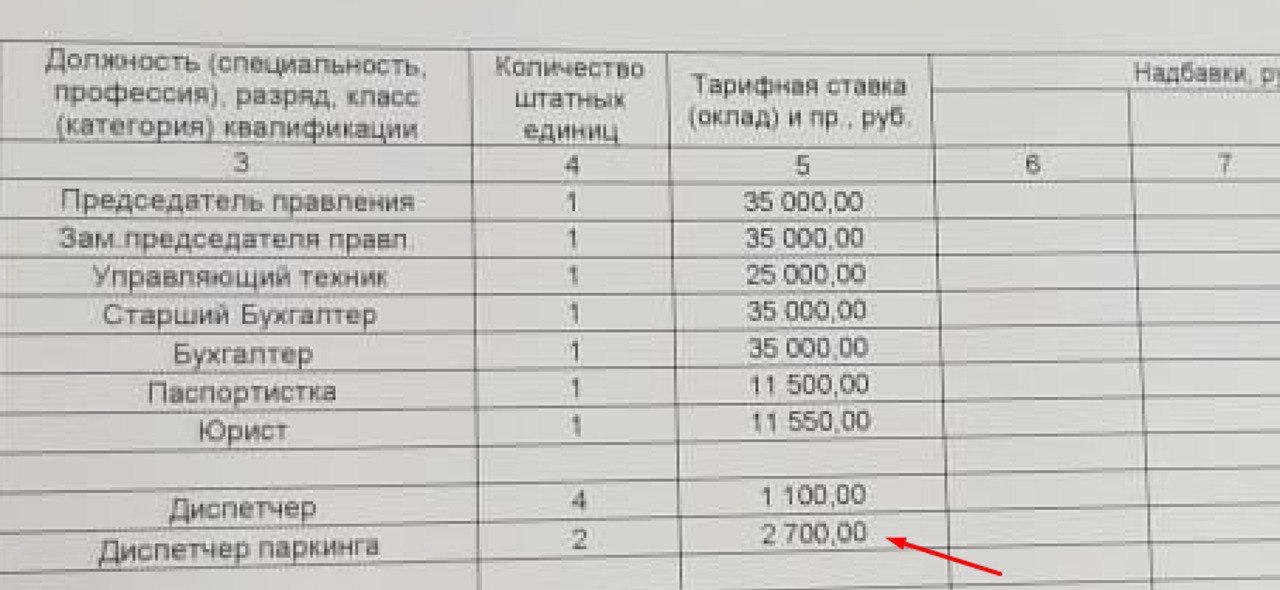 Должность (специальность,
профессия), разряд, класс
(категория) квалификации
Количество
штатных
единиц
Тарифная ставка
(оклад) и пр., руб.
Надбавки,
3 4 5 6 7
Председатель правления 1 35 000,00
Зам.председателя правл. 1 35 000,00
Управляющий техник 1 25 000,00
Старший Бухгалтер 1 35 000,00
Бухгалтер 1 35 000,00
Паспортистка 1 11 500,00
Юрист 1 11 550,00
Диспетчер 4 1 100,00
Диспетчер паркинга 2 2 700,00